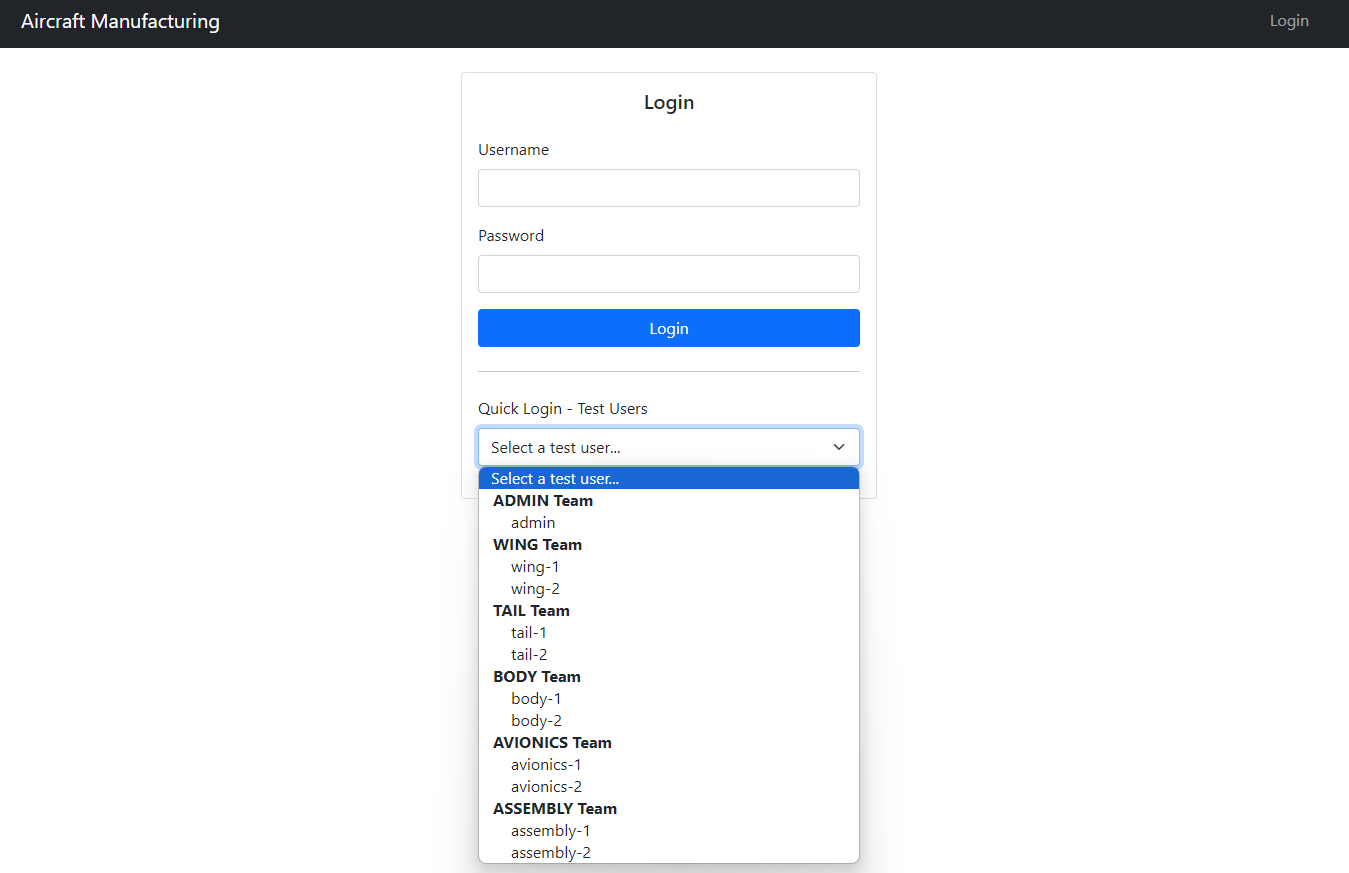 Aircraft Manufacturing
Login
Login
Username
Password
Login
Quick Login - Test Users
Select a test user...
Select a test user...
ADMIN Team
admin
WING Team
wing-1
wing-2
TAIL Team
tail-1
tail-2
BODY Team
body-1
body-2
AVIONICS Team
avionics-1
avionics-2
ASSEMBLY Team
assembly-1
assembly-2